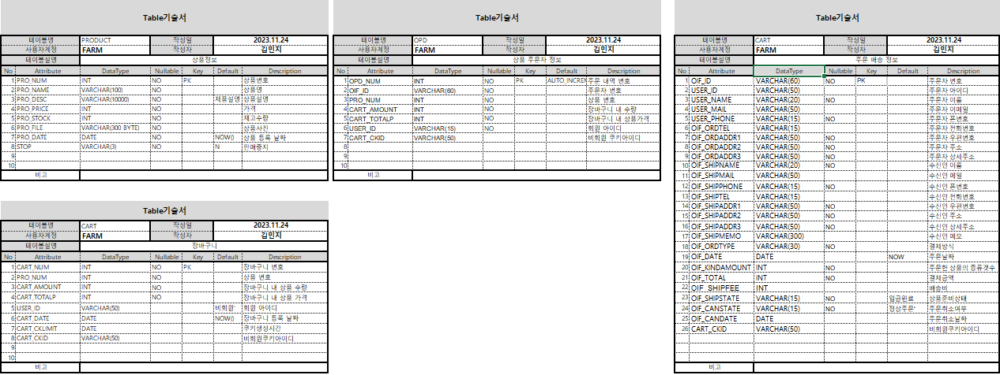 Table기술서
테이블명 PRODUCT 작성일 2023.11.24
사용자계정 FARM 작성자 김민지
테이블설명 상품정보
No Attribute DataType Nullable Key Default Description
1 PRO_NUM INT NO PK 상품번호
2 PRO_NAME VARCHAR(100) NO 상품명
3 PRO_DESC VARCHAR(10000) NO 제품설명 상품설명
4 PRO_PRICE INT NO 가격
5 PRO_STOCK INT NO 재고수량
6 PRO_FILE VARCHAR(300 BYTE) NO 상품사진
7 PRO_DATE DATE NO NOW() 상품 등록 날짜
8 STOP VARCHAR(3) NO N 판매중지
9
10
비고
Table기술서
테이블명 OPD 작성일 2023.11.24
사용자계정 FARM 작성자 김민지
테이블설명 상품 주문자 정보
No Attribute DataType Nullable Key Default Description
1 OPD_NUM INT NO PK AUTO_INCREM 주문 내역 번호
2 OIF_ID VARCHAR(60) NO 주문자 번호
3 PRO_NUM INT NO 상품 번호
4 CART_AMOUNT INT NO 장바구니 내 수량
5 CART_TOTALP INT NO 장바구니 내 상품가격
6 USER_ID VARCHAR(15) NO 회원 아이디
7 CART_CKID VARCHAR(50) 비회원 쿠키아이디
8
9
10
비고
Table기술서
테이블명 CART 작성일 2023.11.24
사용자계정 FARM 작성자 김민지
테이블설명 장바구니
No Attribute DataType Nullable Key Default Description
1 CART_NUM INT NO PK 장바구니 번호
2 PRO_NUM INT NO 상품 번호
3 CART_AMOUNT INT NO 장바구니 내 상품 수량
4 CART_TOTALP INT NO 장바구니 내 상품 가격
5 USER_ID VARCHAR(50) 비회원' 회원 아이디
6 CART_DATE DATE NOW() 장바구니 등록 날짜
7 CART_CKLIMIT DATE 쿠키생성시간
8 CART_CKID VARCHAR(50) 비회원쿠키아이디
9
10
비고
Table기술서
테이블명 CART 작성일 2023.11.24
사용자계정 FARM 작성자 김민지
테이블설명 주문 배송 정보
No Attribute DataType Nullable Key Default Description
1 OIF_ID VARCHAR(60) NO PK 주문자 번호
2 USER_ID VARCHAR(50) 주문자 아이디
3 USER_NAME VARCHAR(20) NO 주문자 이름
4 USER_MAIL VARCHAR(50) 주문자 이메일
5 USER_PHONE VARCHAR(15) NO 주문자 폰번호
6 OIF_ORDTEL VARCHAR(15) 주문자 전화번호
7 OIF_ORDADDR1 VARCHAR(50) NO 주문자 우편번호
8 OIF_ORDADDR2 VARCHAR(50) NO 주문자 주소
9 OIF_ORDADDR3 VARCHAR(50) NO 주문자 상세주소
10 OIF_SHIPNAME VARCHAR(20) NO 수신인 이름
11 OIF_SHIPMAIL VARCHAR(50) 수신인 메일
12 OIF_SHIPPHONE VARCHAR(15) NO 수신인 폰번호
13 OIF_SHIPTEL VARCHAR(15) 수신인 전화번호
14 OIF_SHIPADDR1 VARCHAR(50) NO 수신인 우편번호
15 OIF_SHIPADDR2 VARCHAR(50) NO 수신인 주소
16 OIF_SHIPADDR3 VARCHAR(50) NO 수신인 상세주소
17 OIF_SHIPMEMO VARCHAR(300) 수신인 메모
18 OIF_ORDTYPE VARCHAR(30) NO 결제방식
19 OIF_DATE DATE NOW 주문날짜
20 OIF_KINDAMOUNT INT NO 주문한 상품의 종류갯수
21 OIF_TOTAL INT NO 결제금액
22 OIF_SHIPFEE INT 배송비
23 OIF_SHIPSTATE VARCHAR(15) NO 입금완료 상품준비상태
24 OIF_CANSTATE VARCHAR(15) NO 정상주문' 주문취소여부
25 OIF_CANDATE DATE 주문취소날짜
26 CART_CKID VARCHAR(50) 비회원쿠키아이디
비고